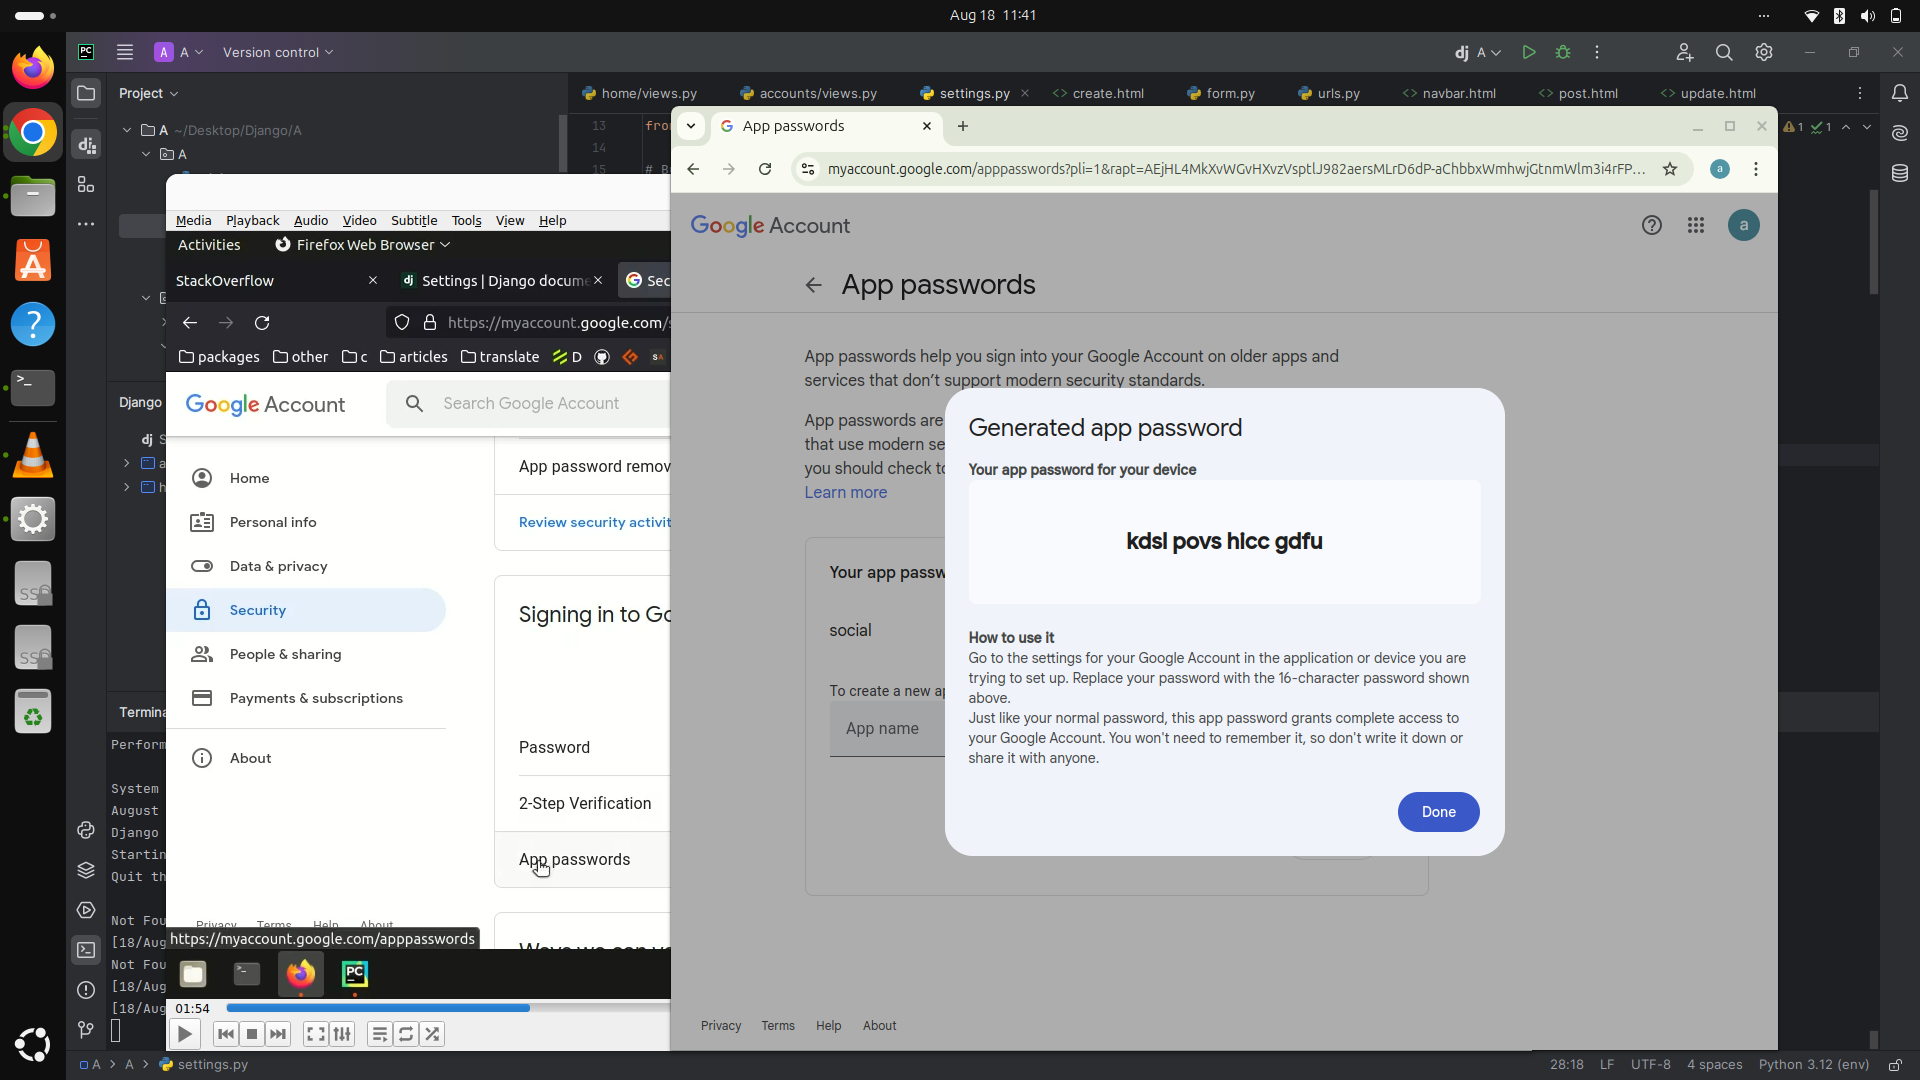 Aug 18 11:41
A
Version control
A
Project
home/views.py
accounts/views.py
settings.py
create.html
form.py
urls.py
navbar.html
post.html
update.html
A ~/Desktop/Django/A
A
13
14
15
1
1
App passwords
myaccount.google.com/apppasswords?pli=1&rapt=AEjHL4MkXvWGvHXvzVsptlJ982aersMLrD6dP-aChbbxWmhwjGtnmWlm3i4rFP...
a
Media Playback Audio Video Subtitle Tools View Help
Activities
Firefox Web Browser
StackOverflow
Settings | Django docume
Sec
https://myaccount.google.com/s
packages
other
c
articles
translate
D
Google Account
Search Google Account
Home
Personal info
Data & privacy
Security
People & sharing
Payments & subscriptions
About
App password remov
Review security activit
Signing in to Go
Password
2-Step Verification
App passwords
Privacy Terms Help About
https://myaccount.google.com/apppasswords
01:54
Google Account
a
App passwords
App passwords help you sign into your Google Account on older apps and
services that don't support modern security standards.
App passwords are
that use modern se
you should check to
Learn more
Your app passw
social
To create a new ap
App name
Generated app password
Your app password for your device
kdsl povs hlcc gdfu
How to use it
Go to the settings for your Google Account in the application or device you are
trying to set up. Replace your password with the 16-character password shown
above.
Just like your normal password, this app password grants complete access to
your Google Account. You won't need to remember it, so don't write it down or
share it with anyone.
Done
Privacy Terms Help About
Django
Termina
Perform
System
August
Django
Startin
Quit th
Not Fou
[18/Aug
Not Fou
[18/Aug
[18/Aug
A > A > settings.py
28:18 LF UTF-8 4 spaces Python 3.12 (env)